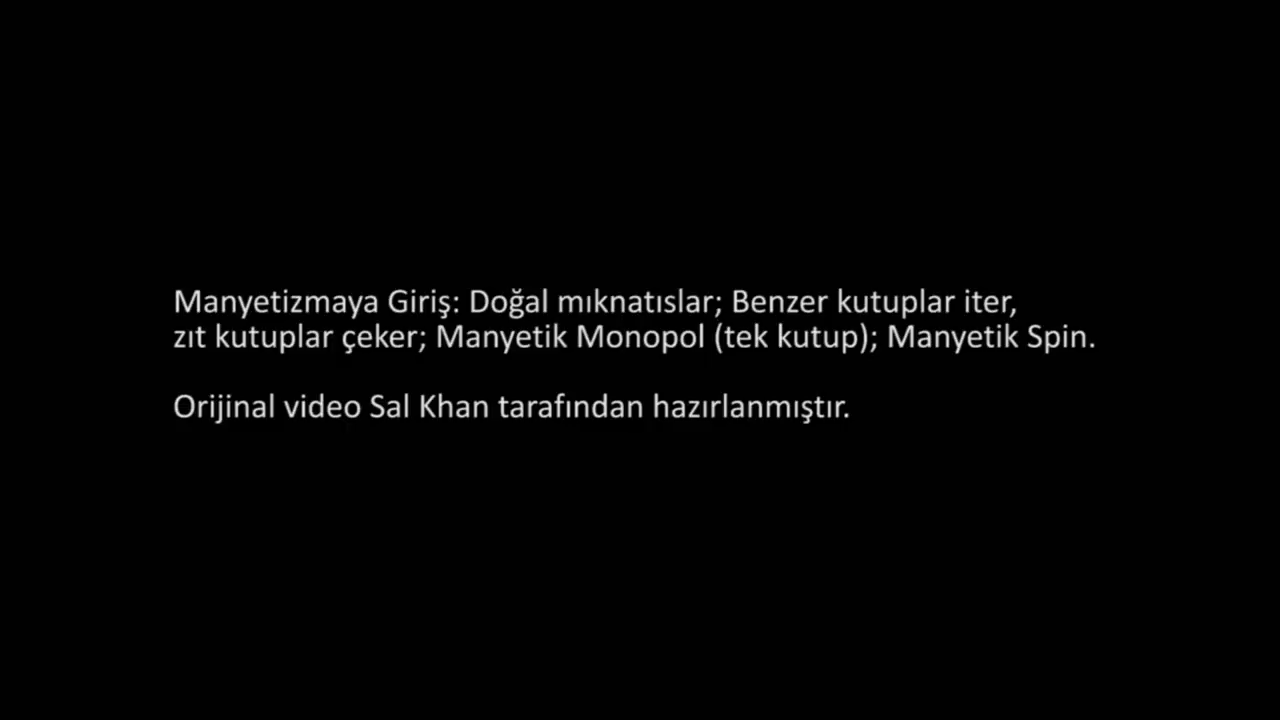 Manyetizmaya Giriş: Doğal mıknatıslar; Benzer kutuplar iter,
zıt kutuplar çeker; Manyetik Monopol (tek kutup); Manyetik Spin.
Orijinal video Sal Khan tarafından hazırlanmıştır.